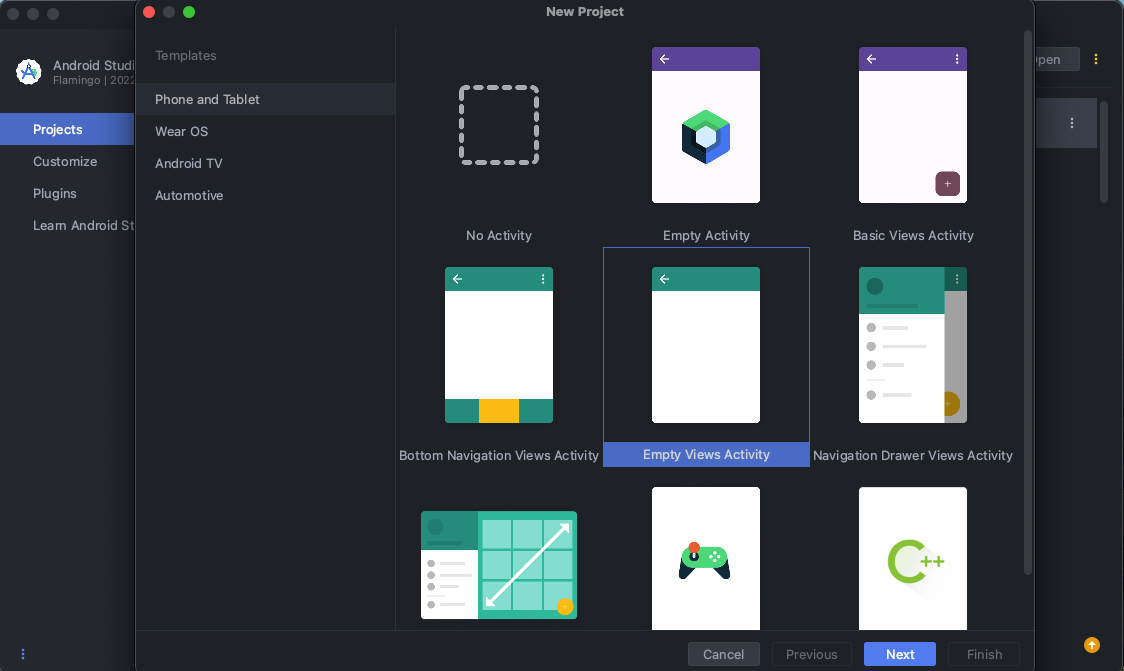 New Project
Android Studi
Flamingo | 2022
Projects
Customize
Plugins
Learn Android St
Templates
Phone and Tablet
Wear OS
Android TV
Automotive
No Activity
Empty Activity
Basic Views Activity
Bottom Navigation Views Activity
Empty Views Activity
Navigation Drawer Views Activity
C++
pen
Cancel
Previous
Next
Finish